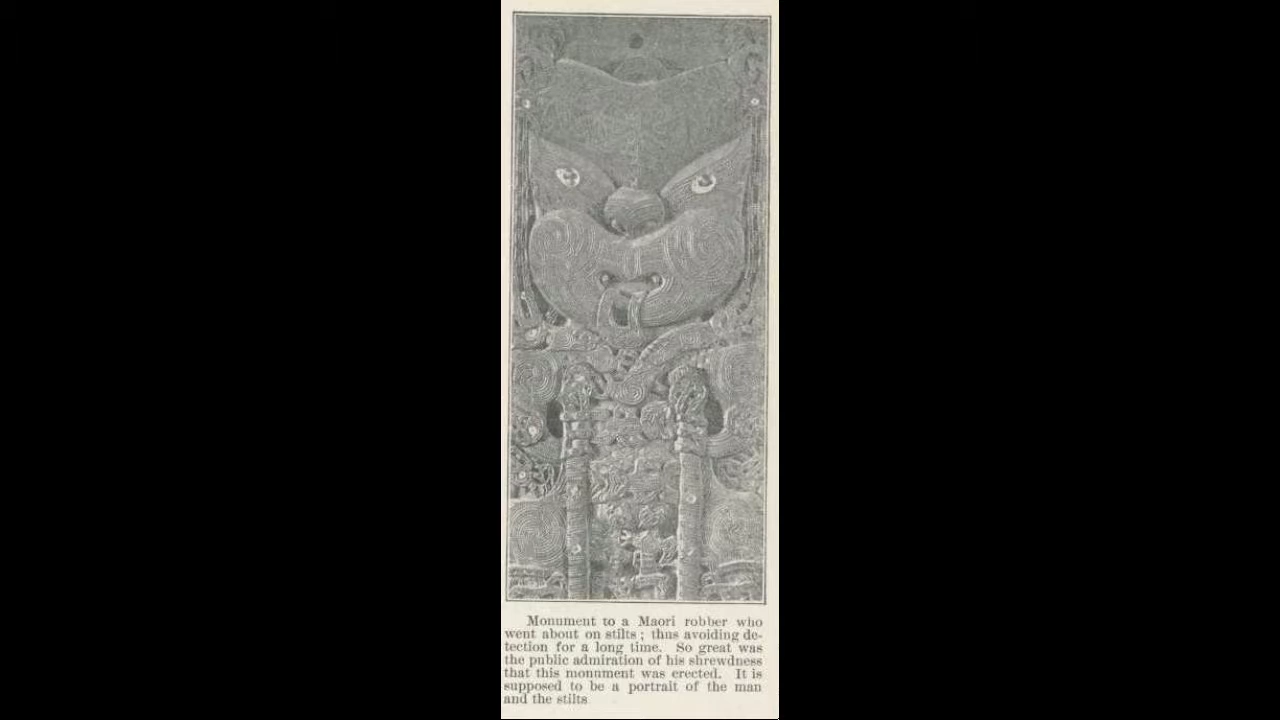 Monument to a Maori robber who
went about on stilts ; thus avoiding de-
tection for a long time. So great was
the public admiration of his shrewdness
that this monument was erected. It is
supposed to be a portrait of the man
and the stilts